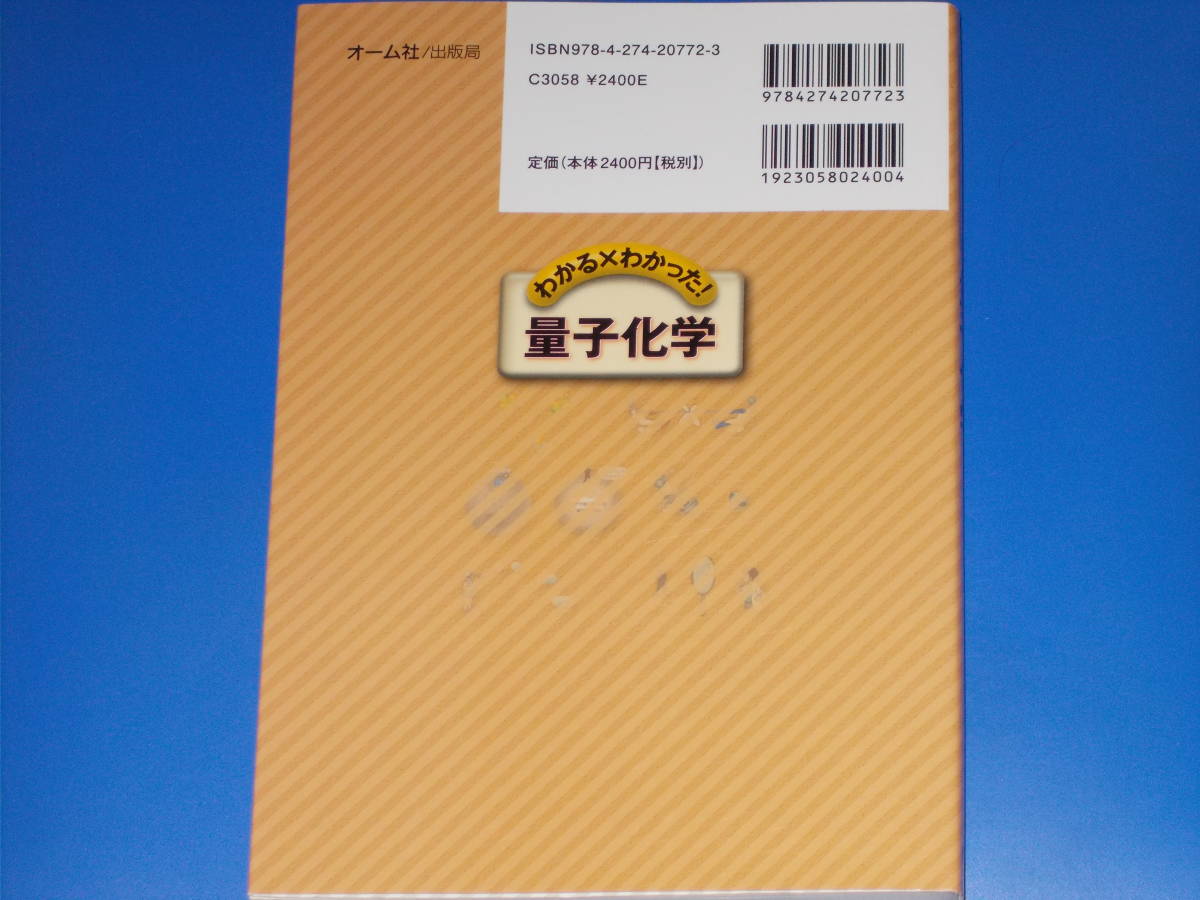 オーム社/出版局
ISBN978-4-274-20772-3
C3058 ¥2400E
9784274207723
定価(本体2400円【税別】)
1923058024004
わかる×わかった!
量子化学